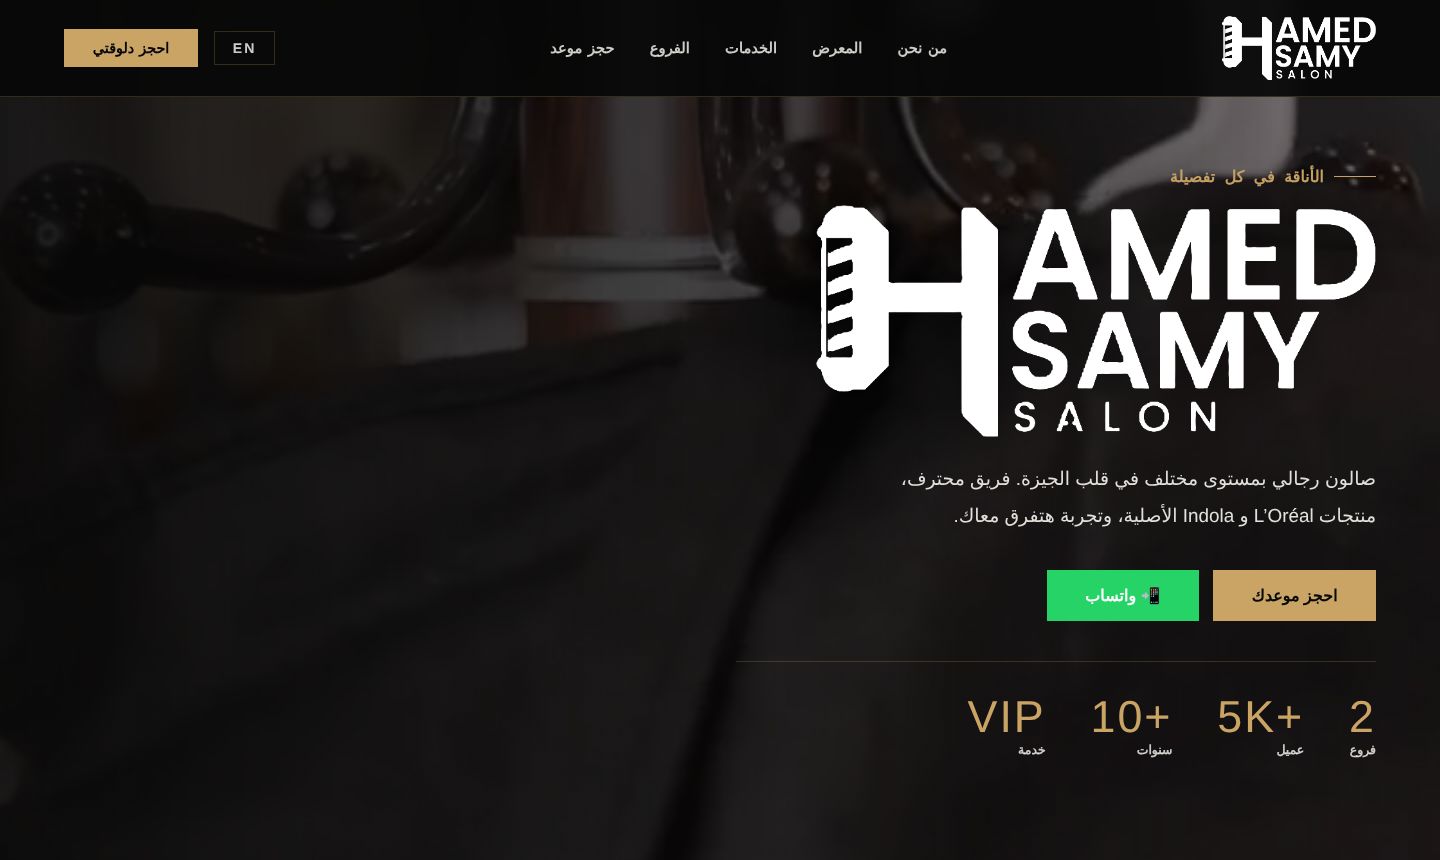 HAMED
SAMY
SALON
من نحن
المعرض
الخدمات
الفروع
حجز موعد
EN
احجز دلوقتي
الأناقة في كل تفصيلة
HAMED
SAMY
SALON
صالون رجالي بمستوى مختلف في قلب الجيزة. فريق محترف،
منتجات L’Oréal و Indola الأصلية، وتجربة هتفرق معاك.
احجز موعدك
📲 واتساب
2
فروع
5K+
عميل
10+
سنوات
VIP
خدمة